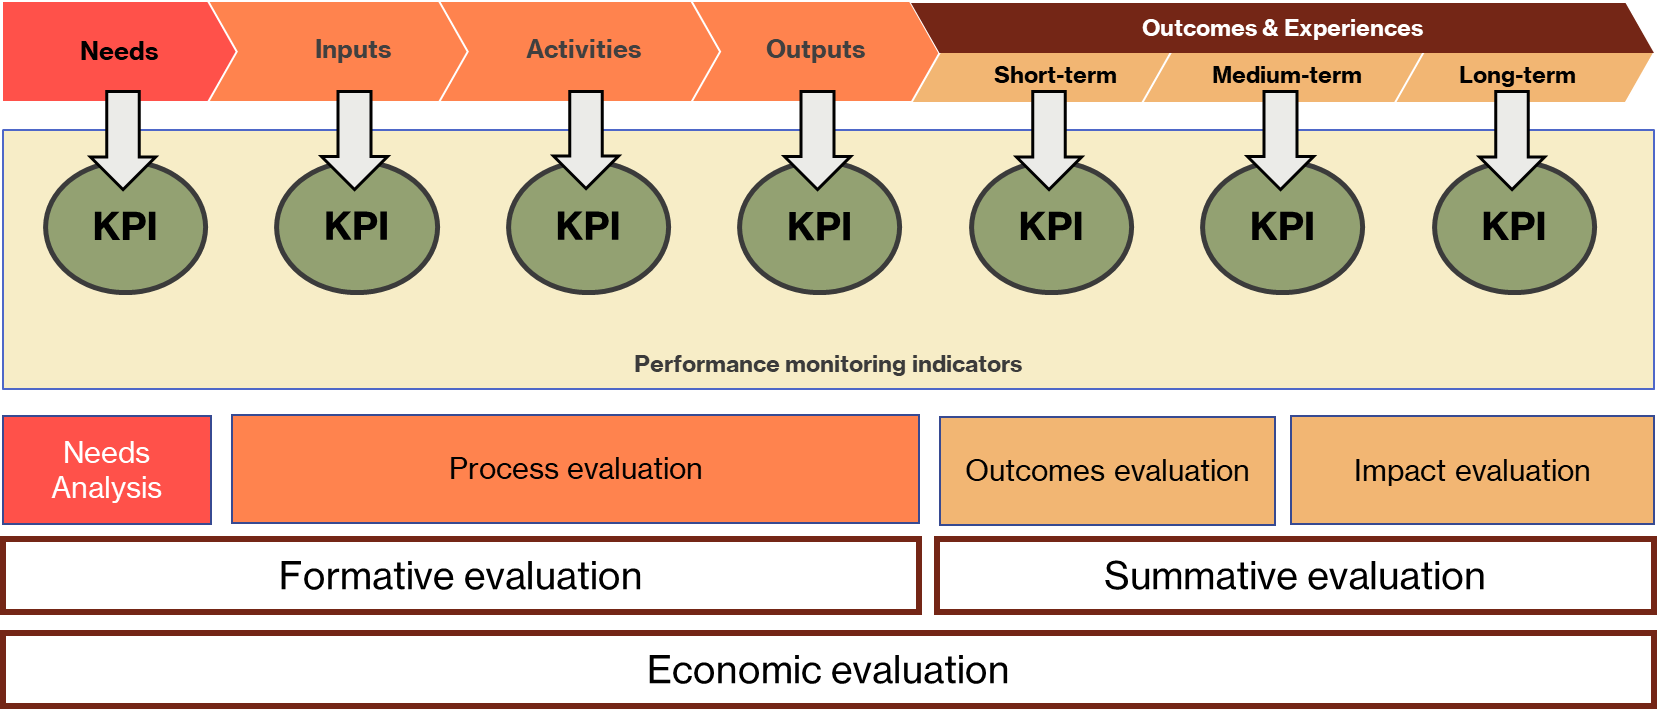 Needs
Inputs
Activities
Outputs
Outcomes & Experiences
Short-term
Medium-term
Long-term
KPI
KPI
KPI
KPI
KPI
KPI
KPI
Performance monitoring indicators
Needs
Analysis
Process evaluation
Outcomes evaluation
Impact evaluation
Formative evaluation
Summative evaluation
Economic evaluation